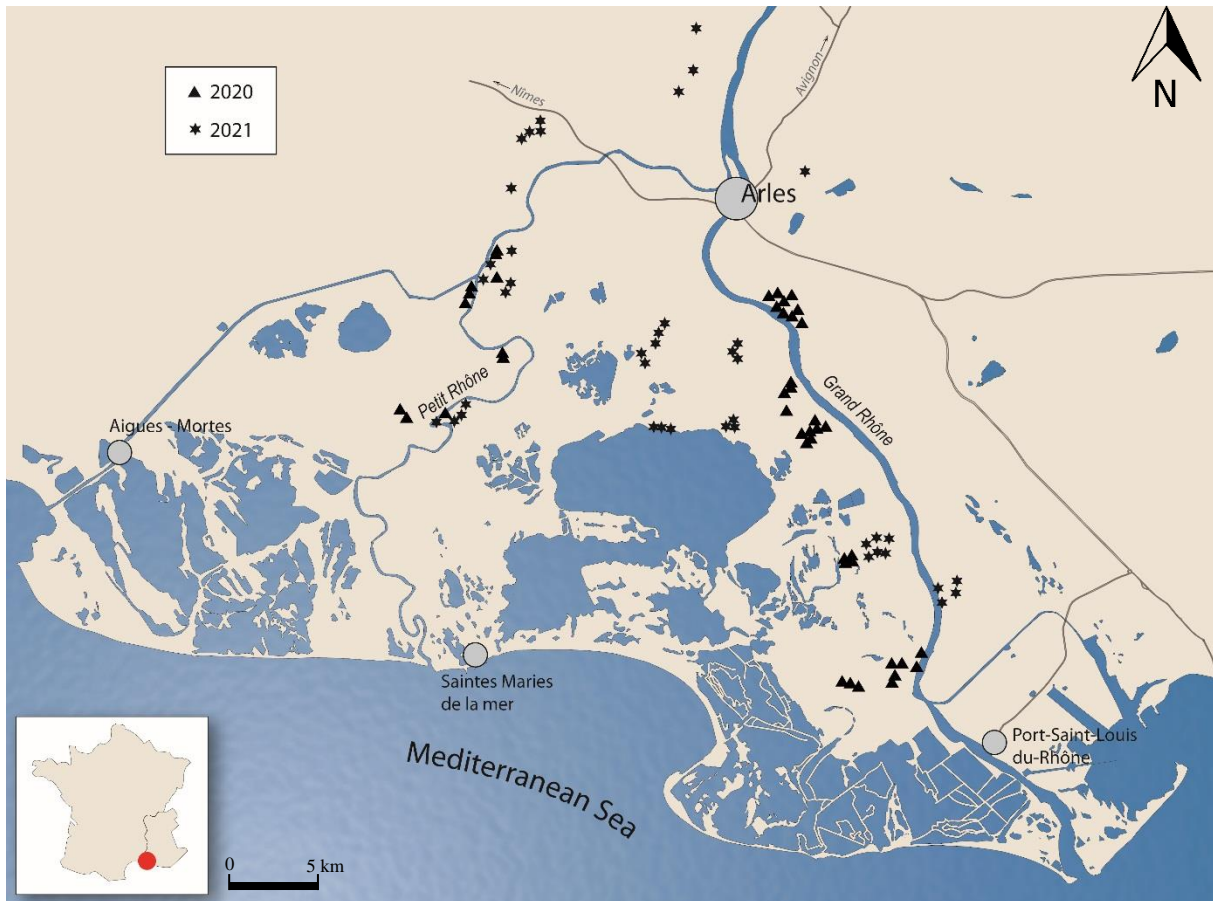 2020
2021
← Nîmes
Avignon →
N
Arles
Petit Rhône
Grand Rhône
Aigues - Mortes
Saintes Maries
de la mer
Port-Saint-Louis
du-Rhône
Mediterranean Sea
0 5 km